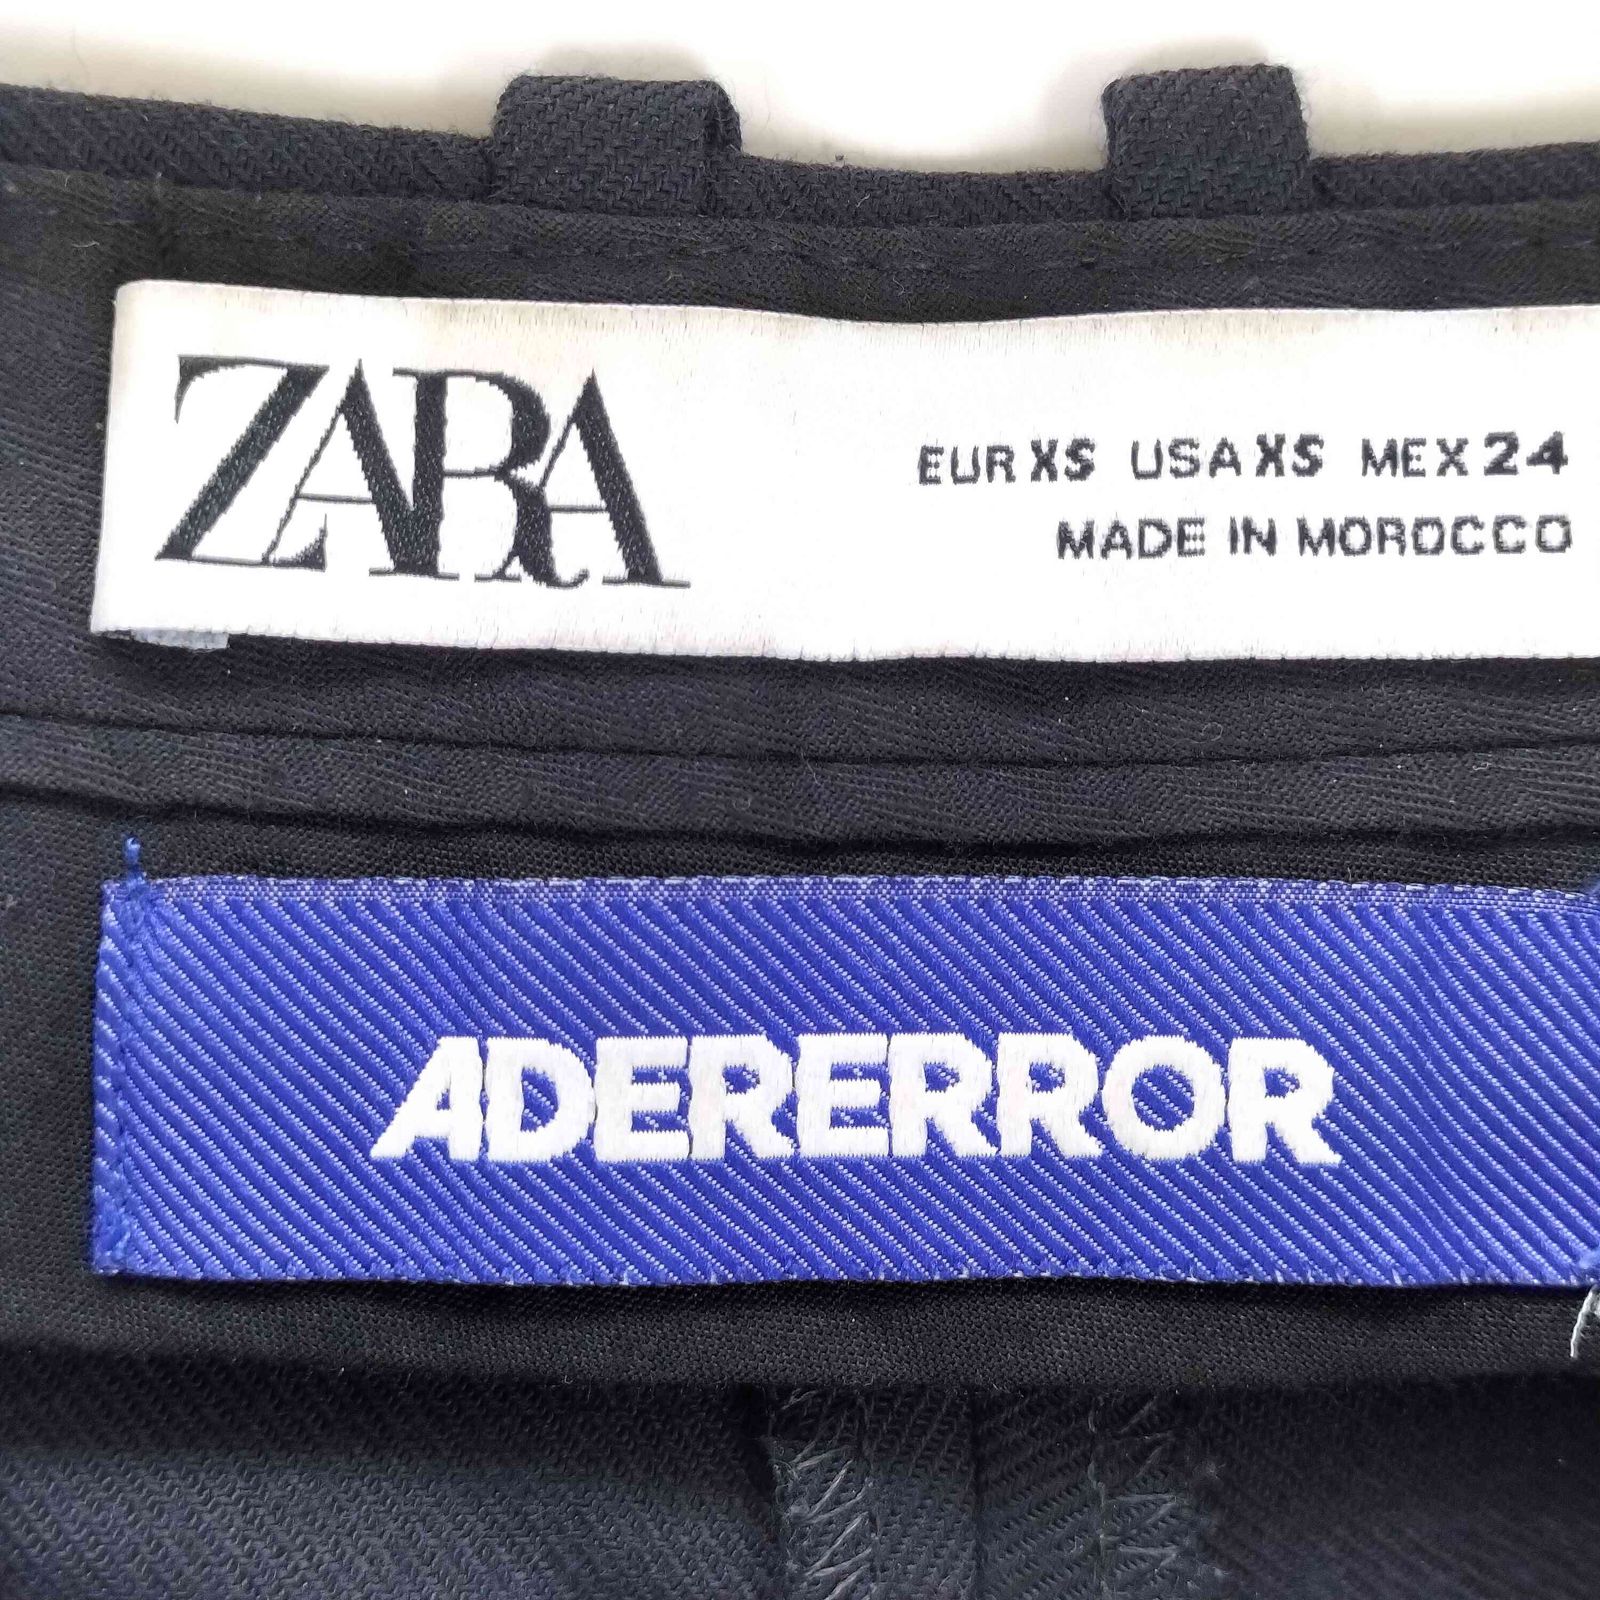 ZARA
EUR XS USA XS MEX 24
MADE IN MOROCCO
ADERERROR